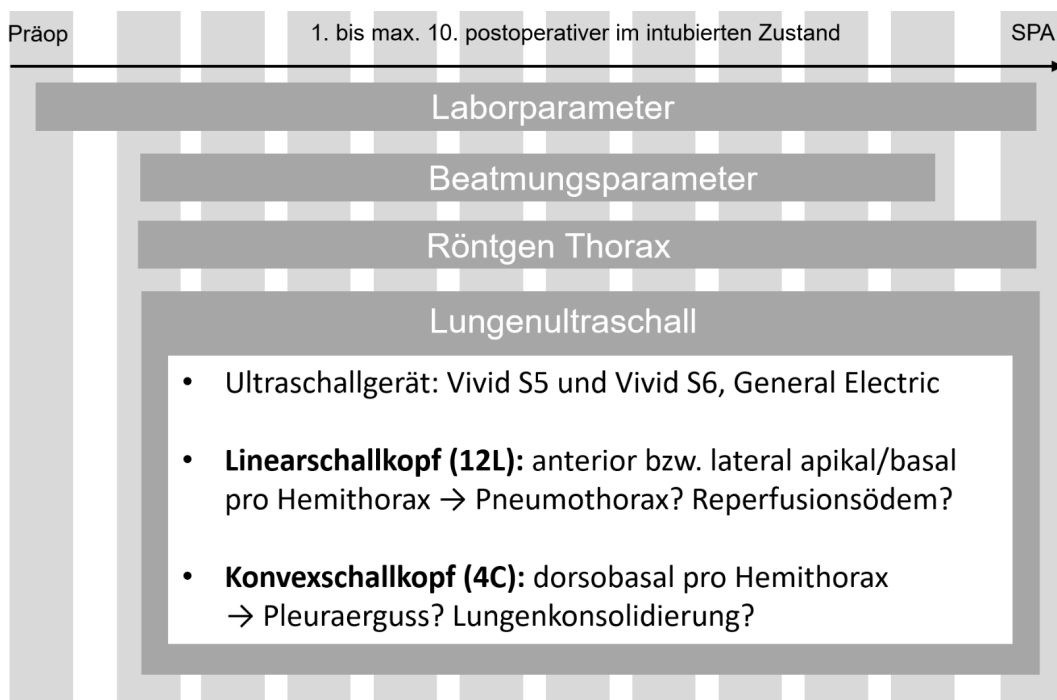 Präop 1. bis max. 10. postoperativer im intubierten Zustand SPA
Laborparameter
Beatmungsparameter
Röntgen Thorax
Lungenultraschall
• Ultraschallgerät: Vivid S5 und Vivid S6, General Electric
• Linearschallkopf (12L): anterior bzw. lateral apikal/basal
pro Hemithorax → Pneumothorax? Reperfusionsödem?
• Konvexschallkopf (4C): dorsobasal pro Hemithorax
→ Pleuraerguss? Lungenkonsolidierung?